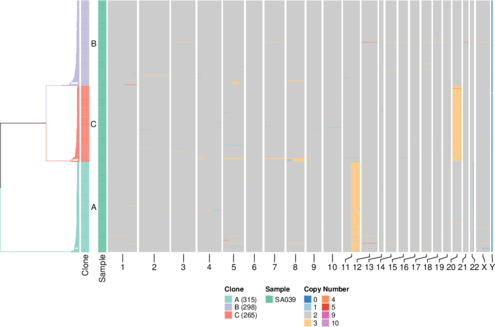 B
C
A
Clone
Sample
1 2 3 4 5 6 7 8 9 10 11 12 13 14 15 16 17 18 19 20 21 22 X Y
Clone Sample Copy Number
A (315) SA039 0 4
B (298) 1 5
C (265) 2 9
3 10